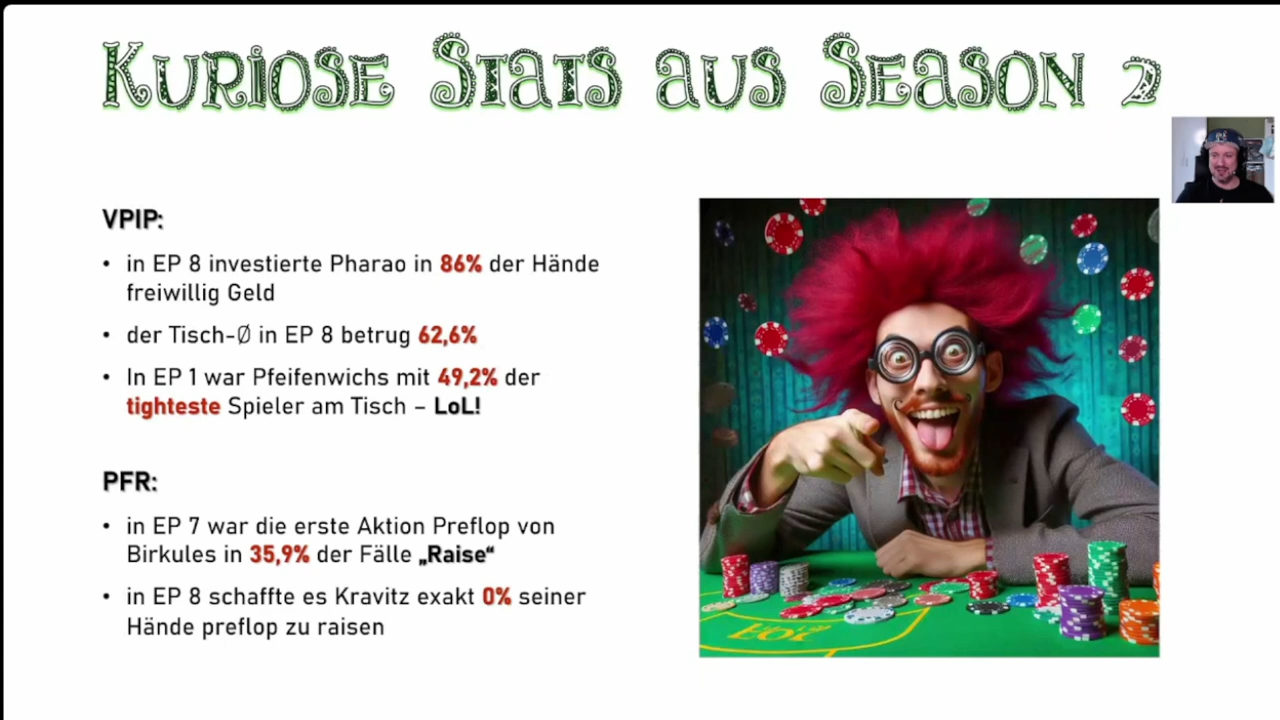 Kuriose Stats aus Season 2
VPIP:
• in EP 8 investierte Pharao in 86% der Hände
freiwillig Geld
• der Tisch-Ø in EP 8 betrug 62,6%
• In EP 1 war Pfeifenwichs mit 49,2% der
tighteste Spieler am Tisch – LoL!
PFR:
• in EP 7 war die erste Aktion Preflop von
Birkules in 35,9% der Fälle „Raise“
• in EP 8 schaffte es Kravitz exakt 0% seiner
Hände preflop zu raisen